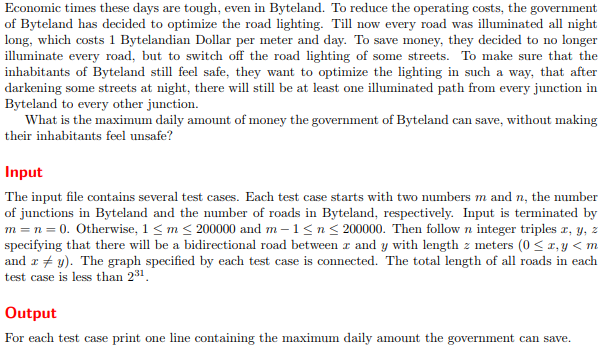 Economic times these days are tough, even in Byteland. To reduce the operating costs, the government
of Byteland has decided to optimize the road lighting. Till now every road was illuminated all night
long, which costs 1 Bytelandian Dollar per meter and day. To save money, they decided to no longer
illuminate every road, but to switch off the road lighting of some streets. To make sure that the
inhabitants of Byteland still feel safe, they want to optimize the lighting in such a way, that after
darkening some streets at night, there will still be at least one illuminated path from every junction in
Byteland to every other junction.
What is the maximum daily amount of money the government of Byteland can save, without making
their inhabitants feel unsafe?
Input
The input file contains several test cases. Each test case starts with two numbers m and n, the number
of junctions in Byteland and the number of roads in Byteland, respectively. Input is terminated by
m = n = 0. Otherwise, 1 ≤ m ≤ 200000 and m − 1 ≤ n ≤ 200000. Then follow n integer triples x, y, z
specifying that there will be a bidirectional road between x and y with length z meters (0 ≤ x, y < m
and x ≠ y). The graph specified by each test case is connected. The total length of all roads in each
test case is less than 2³¹.
Output
For each test case print one line containing the maximum daily amount the government can save.